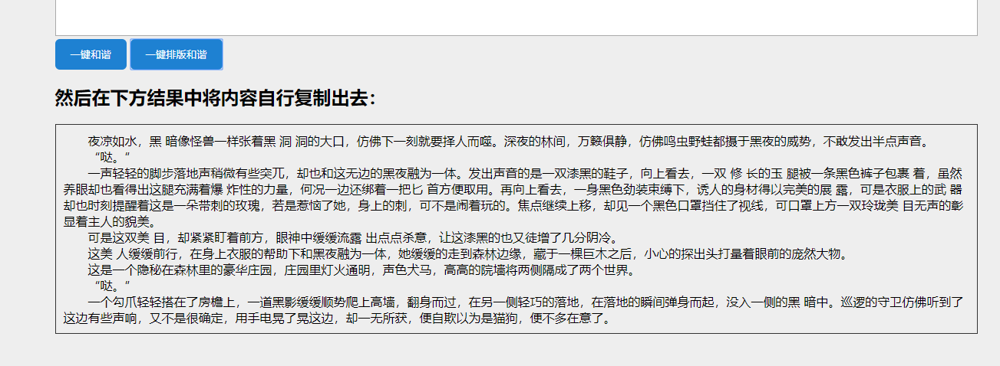 一键和谐 一键排版和谐
然后在下方结果中将内容自行复制出去：
夜凉如水，黑 暗像怪兽一样张着黑 洞 洞的大口，仿佛下一刻就要择人而噬。深夜的林间，万籁俱静，仿佛鸣虫野蛙都摄于黑夜的威势，不敢发出半点声音。
“哒。“
一声轻轻的脚步落地声稍微有些突兀，却也和这无边的黑夜融为一体。发出声音的是一双漆黑的鞋子，向上看去，一双 修 长的玉 腿被一条黑色裤子包裹 着，虽然
养眼却也看得出这腿充满着爆 炸性的力量，何况一边还绑着一把匕 首方便取用。再向上看去，一身黑色劲装束缚下，诱人的身材得以完美的展 露，可是衣服上的武 器
却也时刻提醒着这是一朵带刺的玫瑰，若是惹恼了她，身上的刺，可不是闹着玩的。焦点继续上移，却见一个黑色口罩挡住了视线，可口罩上方一双玲珑美 目无声的彰
显着主人的貌美。
可是这双美 目，却紧紧盯着前方，眼神中缓缓流露 出点点杀意，让这漆黑的也又徒增了几分阴冷。
这美 人缓缓前行，在身上衣服的帮助下和黑夜融为一体，她缓缓的走到森林边缘，藏于一棵巨木之后，小心的探出头打量着眼前的庞然大物。
这是一个隐秘在森林里的豪华庄园，庄园里灯火通明，声色犬马，高高的院墙将两侧隔成了两个世界。
“哒。“
一个勾爪轻轻搭在了房檐上，一道黑影缓缓顺势爬上高墙，翻身而过，在另一侧轻巧的落地，在落地的瞬间弹身而起，没入一侧的黑 暗中。巡逻的守卫仿佛听到了
这边有些声响，又不是很确定，用手电晃了晃这边，却一无所获，便自欺以为是猫狗，便不多在意了。